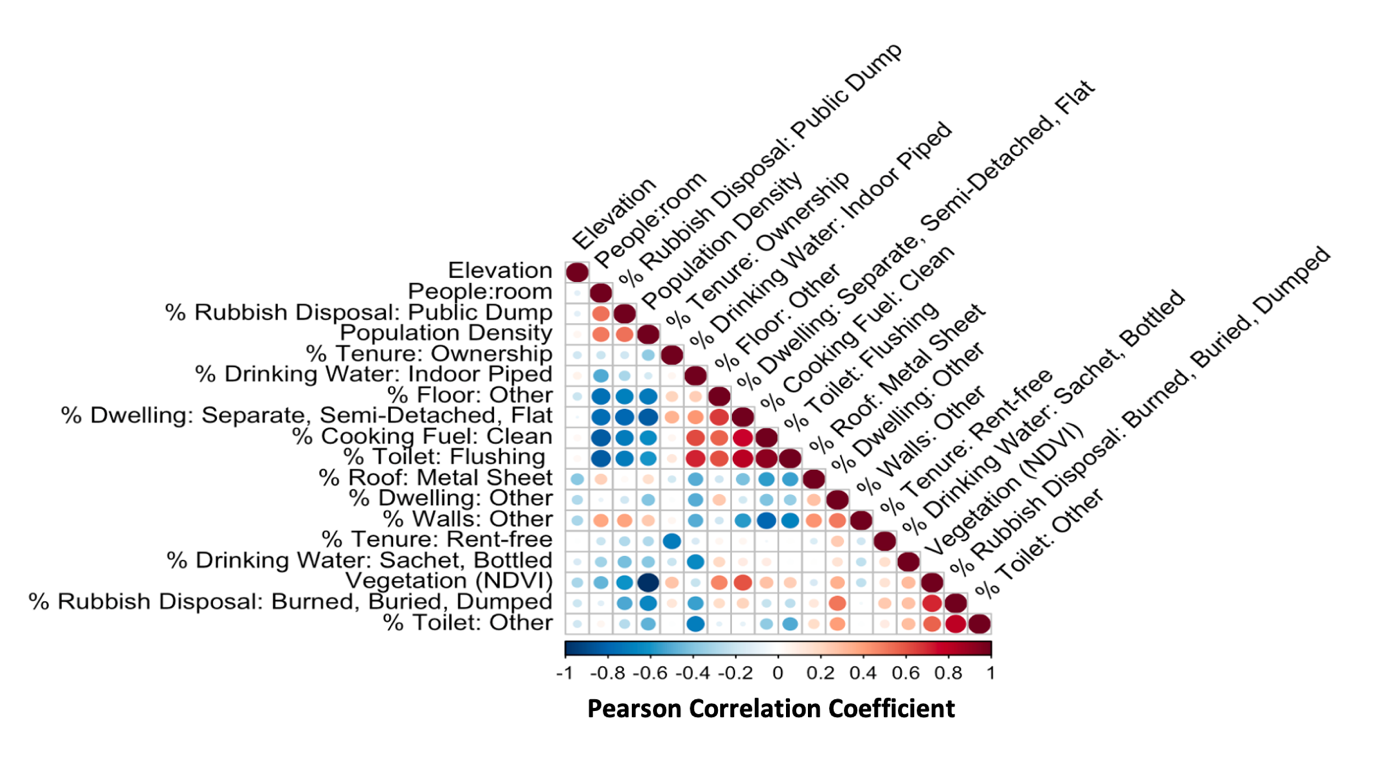 Elevation
People:room
% Rubbish Disposal: Public Dump
Population Density
% Tenure: Ownership
% Drinking Water: Indoor Piped
% Floor: Other
% Dwelling: Separate, Semi-Detached, Flat
% Cooking Fuel: Clean
% Toilet: Flushing
% Roof: Metal Sheet
% Dwelling: Other
% Walls: Other
% Tenure: Rent-free
% Drinking Water: Sachet, Bottled
Vegetation (NDVI)
% Rubbish Disposal: Burned, Buried, Dumped
% Toilet: Other
Elevation
People:room
% Rubbish Disposal: Public Dump
Population Density
% Tenure: Ownership
% Drinking Water: Indoor Piped
% Floor: Other
% Dwelling: Separate, Semi-Detached, Flat
% Cooking Fuel: Clean
% Toilet: Flushing
% Roof: Metal Sheet
% Dwelling: Other
% Walls: Other
% Tenure: Rent-free
% Drinking Water: Sachet, Bottled
Vegetation (NDVI)
% Rubbish Disposal: Burned, Buried, Dumped
% Toilet: Other
-1 -0.8 -0.6 -0.4 -0.2 0 0.2 0.4 0.6 0.8 1
Pearson Correlation Coefficient